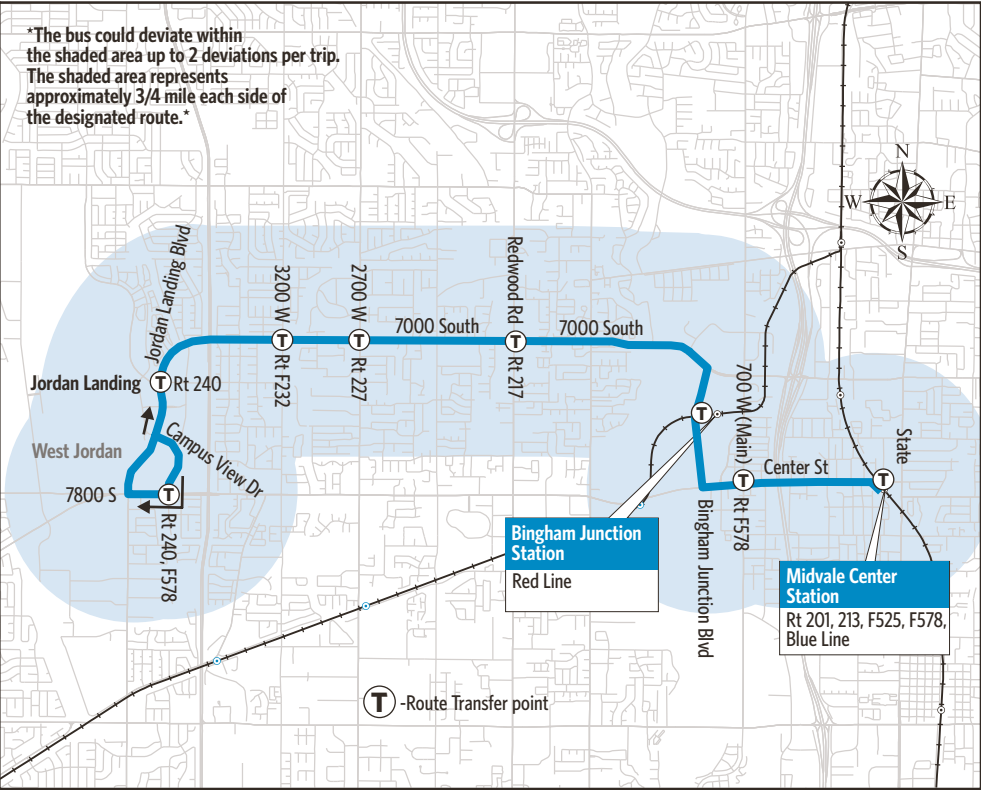 *The bus could deviate within
the shaded area up to 2 deviations per trip.
The shaded area represents
approximately 3/4 mile each side of
the designated route.*
N
W
E
S
Jordan Landing Blvd
3200 W
T
Rt F232
2700 W
T
Rt 227
7000 South
Redwood Rd
T
Rt 217
7000 South
Jordan Landing
T
Rt 240
West Jordan
Campus View Dr
7800 S
T
Rt 240, F578
T
700 W (Main)
T
Rt F578
Center St
State
T
Bingham Junction Blvd
Bingham Junction
Station
Red Line
Midvale Center
Station
Rt 201, 213, F525, F578,
Blue Line
T -Route Transfer point